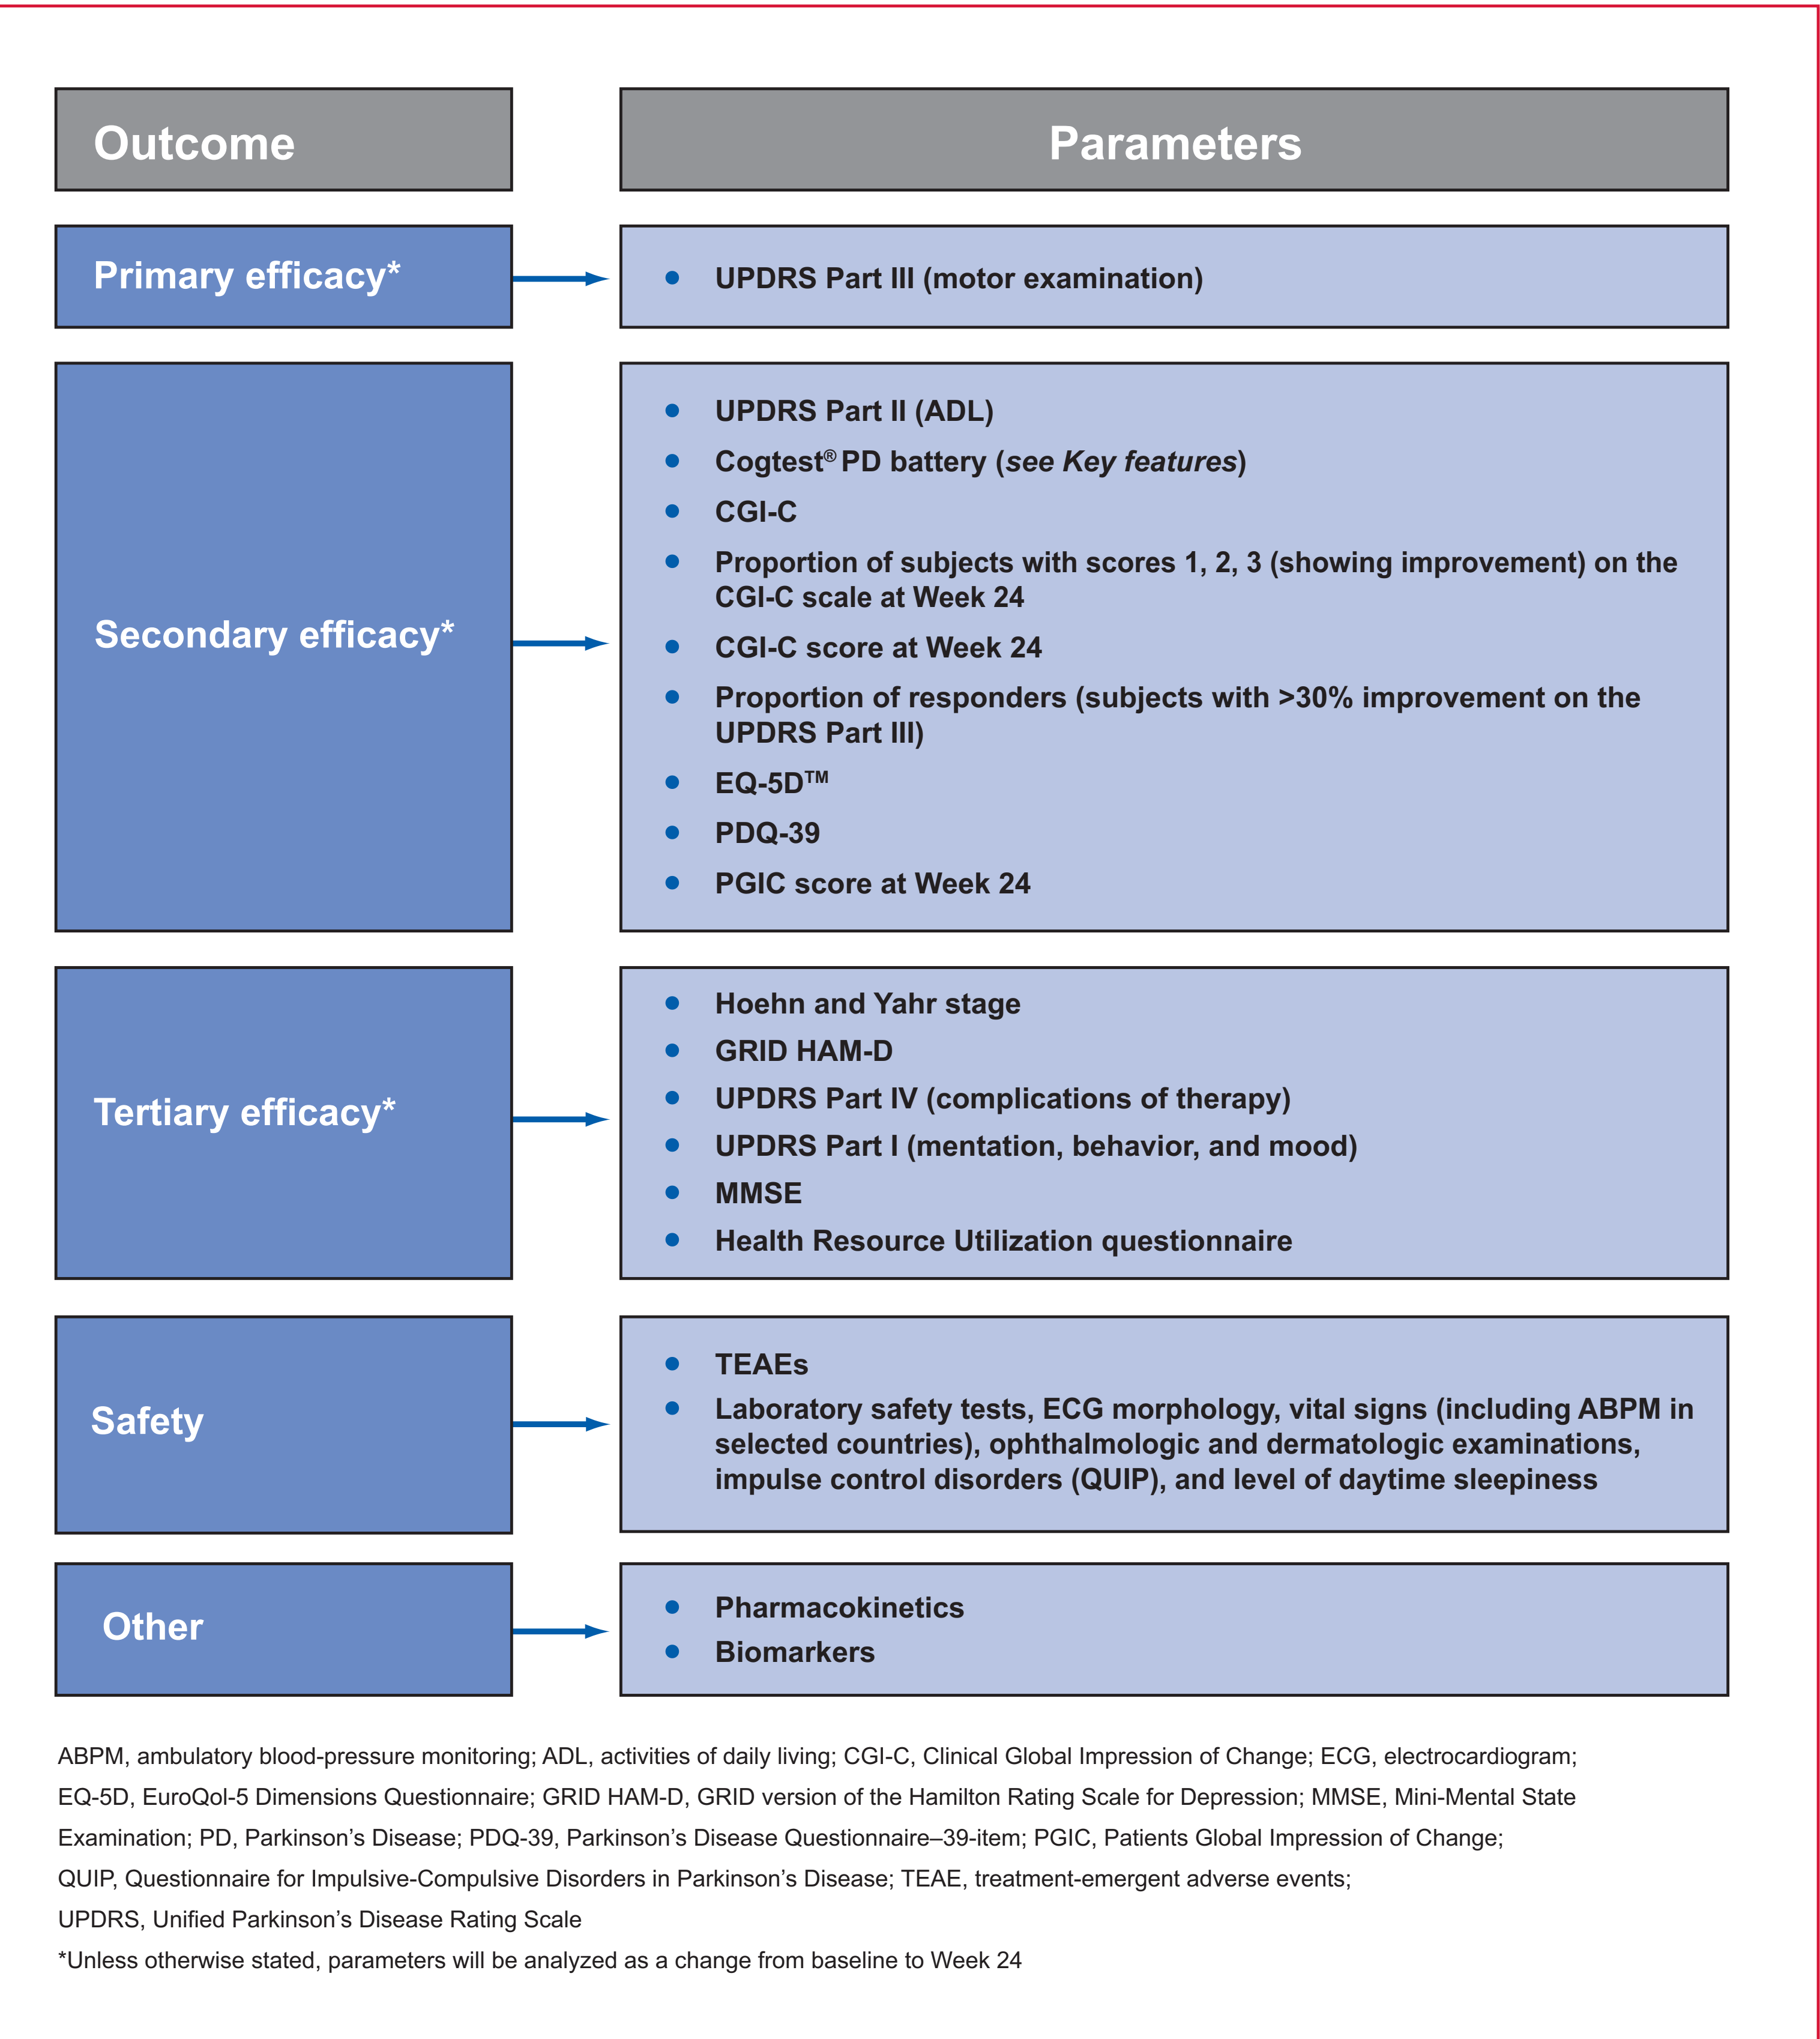 Outcome
Parameters
Primary efficacy*
• UPDRS Part III (motor examination)
Secondary efficacy*
• UPDRS Part II (ADL)
• Cogtest® PD battery (see Key features)
• CGI-C
• Proportion of subjects with scores 1, 2, 3 (showing improvement) on the
CGI-C scale at Week 24
• CGI-C score at Week 24
• Proportion of responders (subjects with >30% improvement on the
UPDRS Part III)
• EQ-5D™
• PDQ-39
• PGIC score at Week 24
Tertiary efficacy*
• Hoehn and Yahr stage
• GRID HAM-D
• UPDRS Part IV (complications of therapy)
• UPDRS Part I (mentation, behavior, and mood)
• MMSE
• Health Resource Utilization questionnaire
Safety
• TEAEs
• Laboratory safety tests, ECG morphology, vital signs (including ABPM in
selected countries), ophthalmologic and dermatologic examinations,
impulse control disorders (QUIP), and level of daytime sleepiness
Other
• Pharmacokinetics
• Biomarkers
ABPM, ambulatory blood-pressure monitoring; ADL, activities of daily living; CGI-C, Clinical Global Impression of Change; ECG, electrocardiogram;
EQ-5D, EuroQol-5 Dimensions Questionnaire; GRID HAM-D, GRID version of the Hamilton Rating Scale for Depression; MMSE, Mini-Mental State
Examination; PD, Parkinson’s Disease; PDQ-39, Parkinson’s Disease Questionnaire–39-item; PGIC, Patients Global Impression of Change;
QUIP, Questionnaire for Impulsive-Compulsive Disorders in Parkinson’s Disease; TEAE, treatment-emergent adverse events;
UPDRS, Unified Parkinson’s Disease Rating Scale
*Unless otherwise stated, parameters will be analyzed as a change from baseline to Week 24